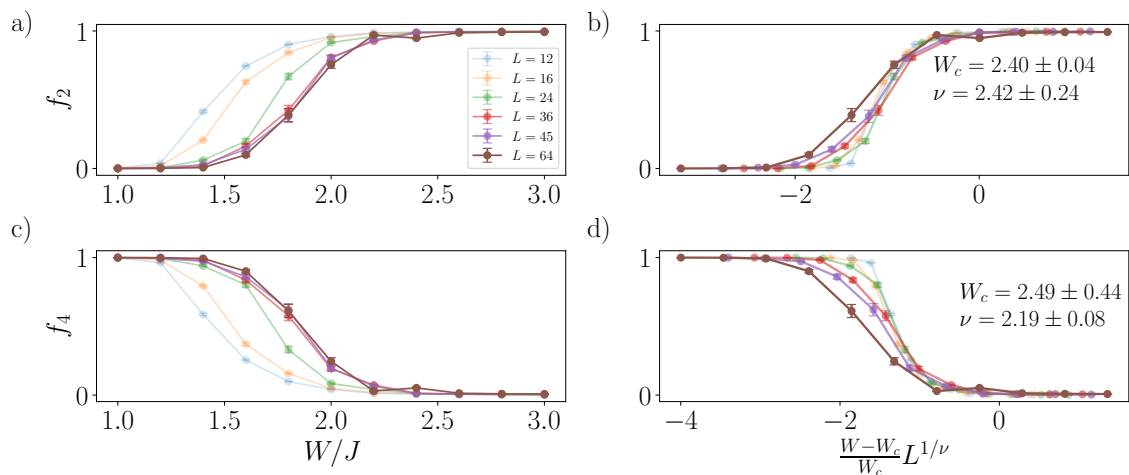 a)
1
0
f_2
1.0 1.5 2.0 2.5 3.0
L = 12
L = 16
L = 24
L = 36
L = 45
L = 64
b)
1
0
−2 0
W_c = 2.40 ± 0.04
ν = 2.42 ± 0.24
c)
1
0
f_4
1.0 1.5 2.0 2.5 3.0
W/J
d)
1
0
−4 −2 0
W_c = 2.49 ± 0.44
ν = 2.19 ± 0.08
\frac{W−W_c}{W_c} L^{1/ν}